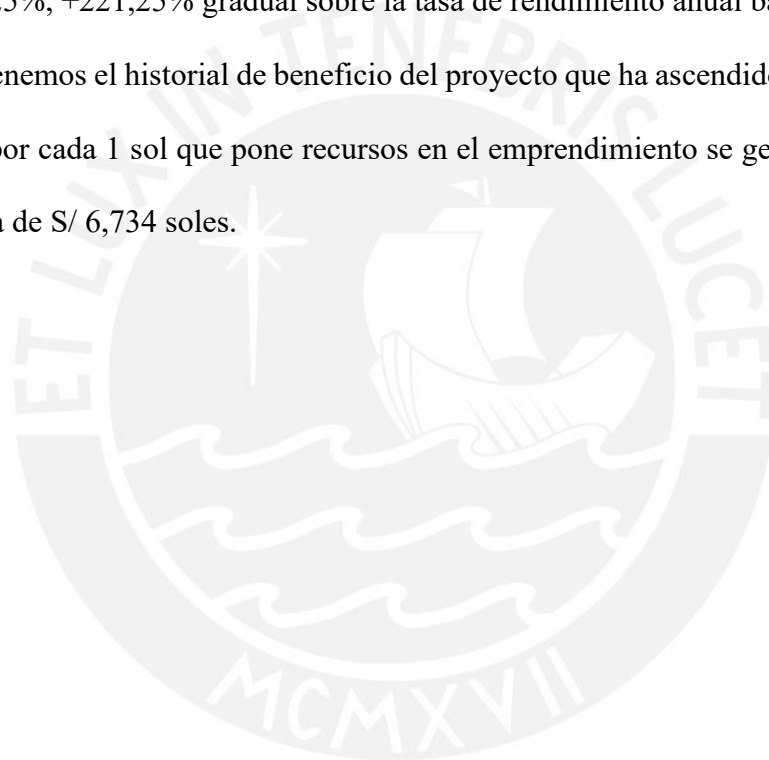 +221,25% gradual sobre la tasa de rendimiento anual
enemos el historial de beneficio del proyecto que ha ascendido
por cada 1 sol que pone recursos en el emprendimiento se ge
a de S/ 6,734 soles.
ET LUX IN TENEBRIS LUCET
MCMXVII